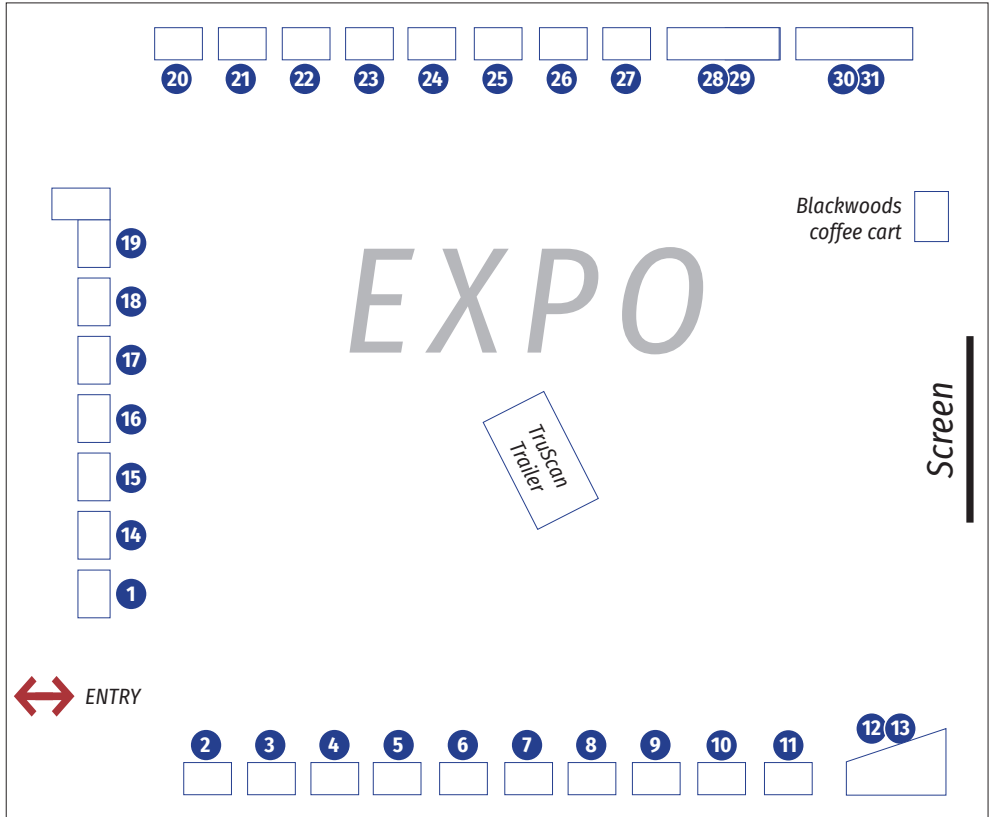 20 21 22 23 24 25 26 27 28 29 30 31
Blackwoods
coffee cart
19
EXPO
18
17
TruScan
Trailer
Screen
16
15
14
1
ENTRY
12 13
2 3 4 5 6 7 8 9 10 11